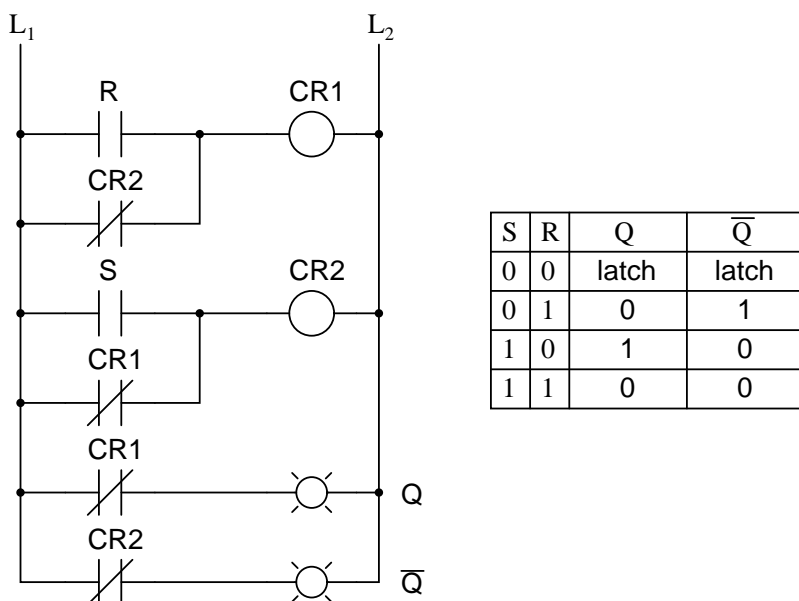 L₁ L₂
R CR1
CR2
S CR2
CR1
CR1 Q
CR2 Q̅
S R Q Q̅
0 0 latch latch
0 1 0 1
1 0 1 0
1 1 0 0